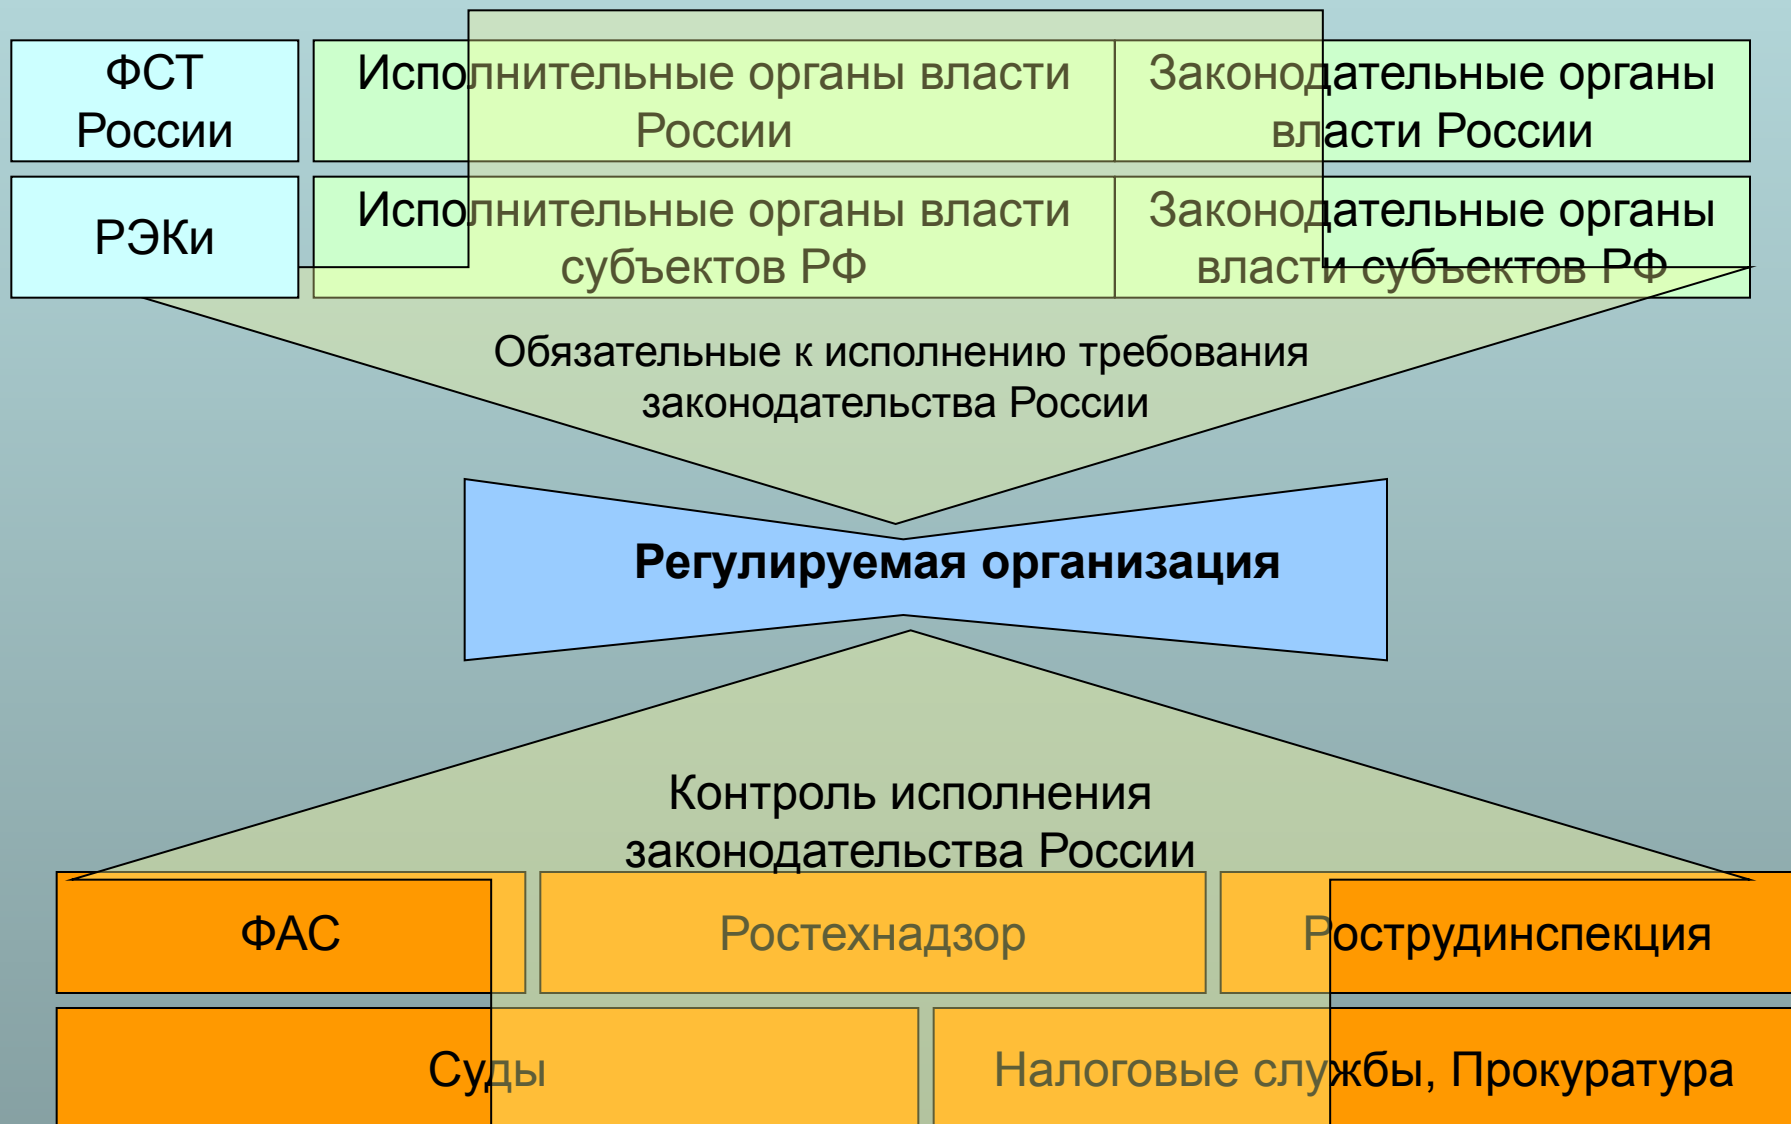 ФСТ
России
Исполнительные органы власти
России
Законодательные органы
власти России
РЭКи
Исполнительные органы власти
субъектов РФ
Законодательные органы
власти субъектов РФ
Обязательные к исполнению требования
законодательства России
Регулируемая организация
Контроль исполнения
законодательства России
ФАС
Ростехнадзор
Рострудинспекция
Суды
Налоговые службы, Прокуратура